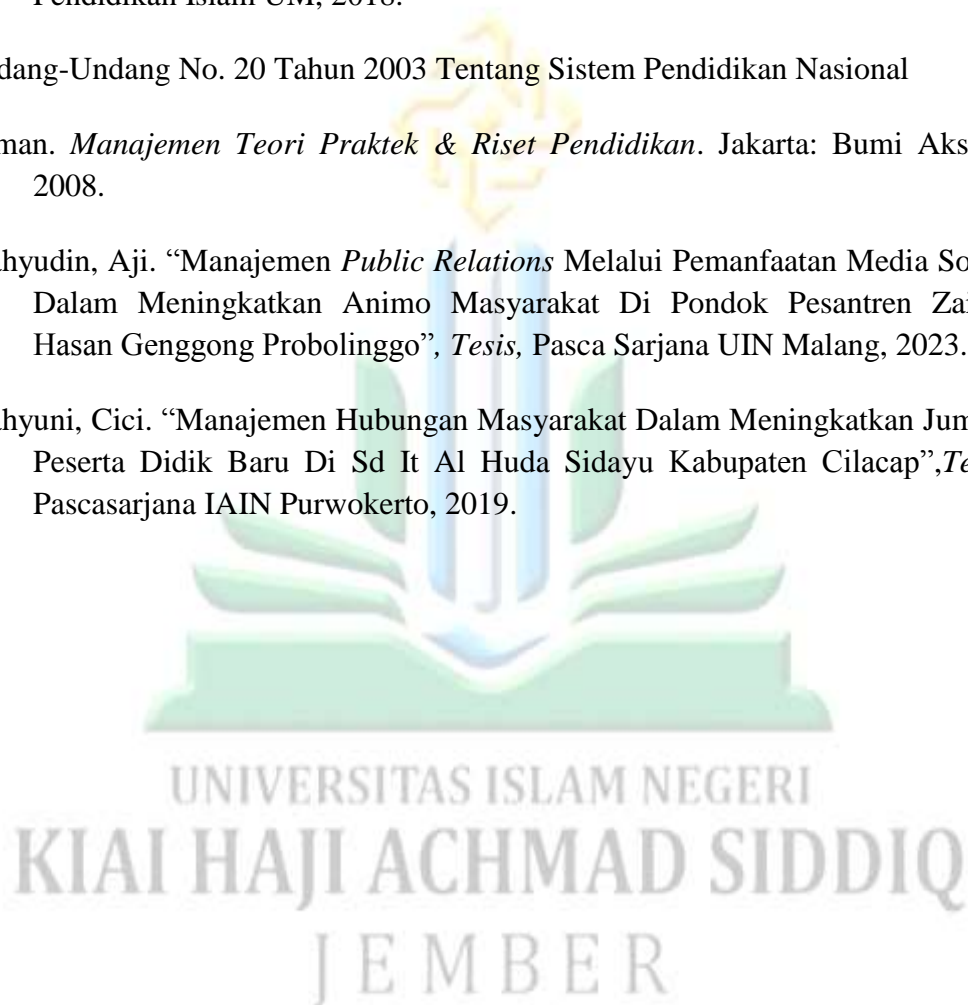 Pendidikan Islam UM, 2018.
dang-Undang No. 20 Tahun 2003 Tentang Sistem Pendidikan Nasional
man. Manajemen Teori Praktek & Riset Pendidikan. Jakarta: Bumi Aks
2008.
hyudin, Aji. “Manajemen Public Relations Melalui Pemanfaatan Media So
Dalam Meningkatkan Animo Masyarakat Di Pondok Pesantren Zai
Hasan Genggong Probolinggo”, Tesis, Pasca Sarjana UIN Malang, 2023.
hyuni, Cici. “Manajemen Hubungan Masyarakat Dalam Meningkatkan Jum
Peserta Didik Baru Di Sd It Al Huda Sidayu Kabupaten Cilacap”,Te
Pascasarjana IAIN Purwokerto, 2019.
UNIVERSITAS ISLAM NEGERI
KIAI HAJI ACHMAD SIDDIQ
JEMBER